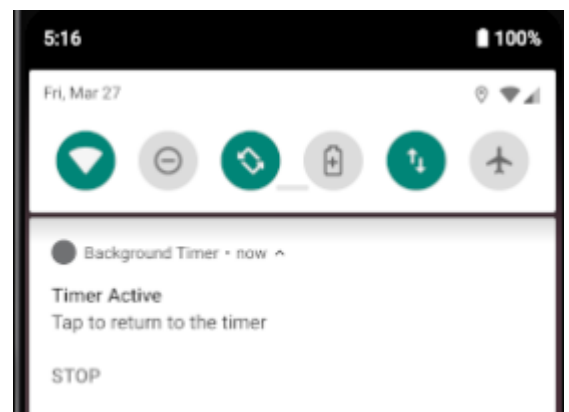 5:16 100%
Fri, Mar 27
Background Timer • now
Timer Active
Tap to return to the timer
STOP